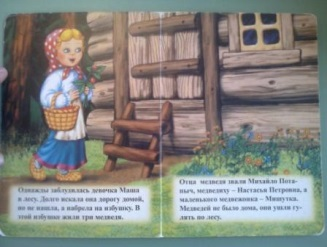 Однажды заблудилась девочка Маша
в лесу. Долго искала она дорогу домой,
но не нашла, а набрела на избушку. В
этой избушке жили три медведя.
Отца медведя звали Михайло Пота-
пыч, медведицу – Настасья Петровна, а
маленького медвежонка – Мишутка.
Медведей не было дома, они ушли гу-
лять по лесу.